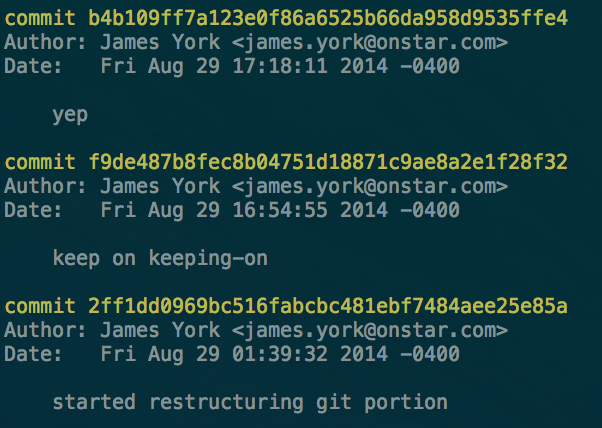 commit b4b109ff7a123e0f86a6525b66da958d9535ffe4
Author: James York <james.york@onstar.com>
Date:   Fri Aug 29 17:18:11 2014 -0400
yep
commit f9de487b8fec8b04751d18871c9ae8a2e1f28f32
Author: James York <james.york@onstar.com>
Date:   Fri Aug 29 16:54:55 2014 -0400
keep on keeping-on
commit 2ff1dd0969bc516fabcbc481ebf7484aee25e85a
Author: James York <james.york@onstar.com>
Date:   Fri Aug 29 01:39:32 2014 -0400
started restructuring git portion